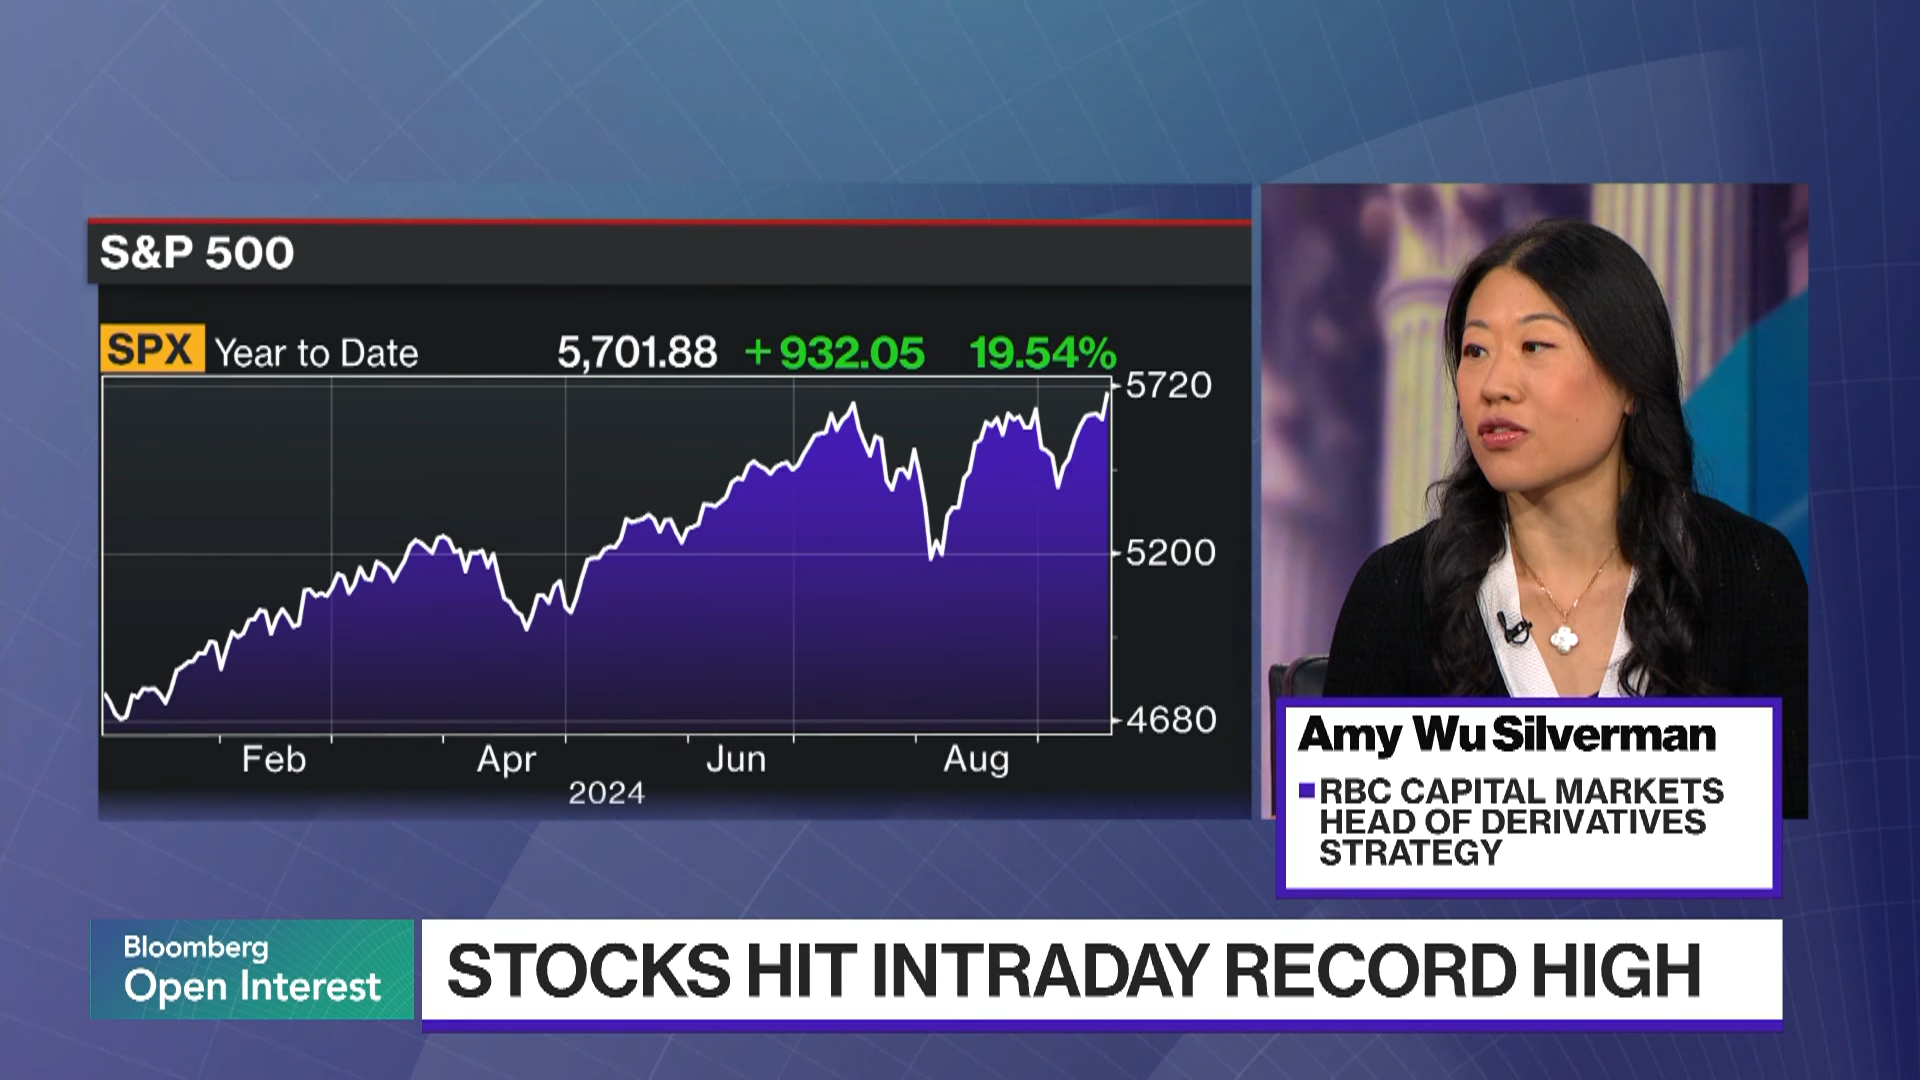 S&P 500
SPX Year to Date 5,701.88 +932.05 19.54%
5720
5200
4680
Feb Apr Jun Aug
2024
Amy Wu Silverman
RBC CAPITAL MARKETS
HEAD OF DERIVATIVES
STRATEGY
Bloomberg
Open Interest
STOCKS HIT INTRADAY RECORD HIGH